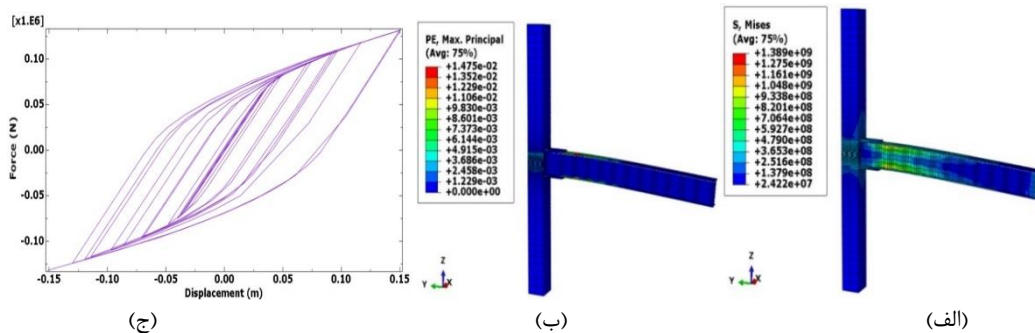 [x1.E6]
0.10
0.05
0.00
-0.05
-0.10
Force (N)
-0.15
-0.10
-0.05
0.00
0.05
0.10
0.15
Displacement (m)
(ج)
PE, Max. Principal
(Avg: 75%)
+1.475e-02
+1.352e-02
+1.229e-02
+1.106e-02
+9.830e-03
+8.601e-03
+7.373e-03
+6.144e-03
+4.915e-03
+3.686e-03
+2.458e-03
+1.229e-03
+0.000e+00
Z
Y
X
(ب)
S, Mises
(Avg: 75%)
+1.389e+09
+1.275e+09
+1.161e+09
+1.048e+09
+9.338e+08
+8.201e+08
+7.064e+08
+5.927e+08
+4.790e+08
+3.653e+08
+2.516e+08
+1.379e+08
+2.422e+07
Z
Y
X
(الف)